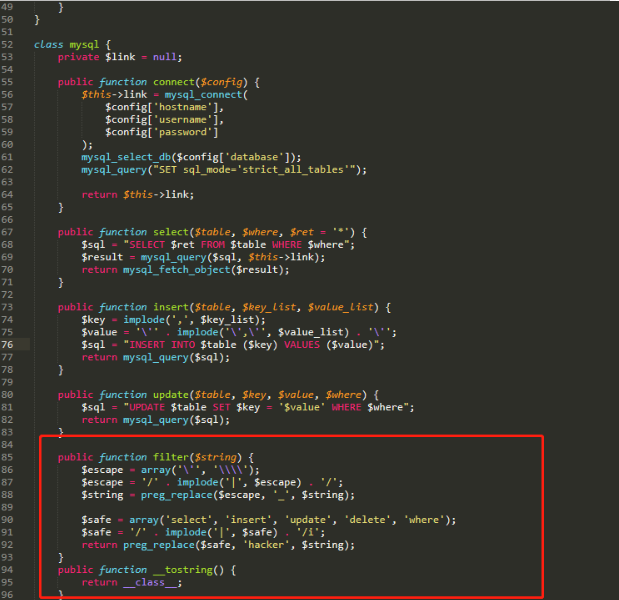 49 }
50 }
51
52 class mysql {
53 private $link = null;
54
55 public function connect($config) {
56 $this->link = mysql_connect(
57 $config['hostname'],
58 $config['username'],
59 $config['password']
60 );
61 mysql_select_db($config['database']);
62 mysql_query("SET sql_mode='strict_all_tables'");
63
64 return $this->link;
65 }
66
67 public function select($table, $where, $ret = '*') {
68 $sql = "SELECT $ret FROM $table WHERE $where";
69 $result = mysql_query($sql, $this->link);
70 return mysql_fetch_object($result);
71 }
72
73 public function insert($table, $key_list, $value_list) {
74 $key = implode(',', $key_list);
75 $value = '\'' . implode('\',\'', $value_list) . '\'';
76 $sql = "INSERT INTO $table ($key) VALUES ($value)";
77 return mysql_query($sql);
78 }
79
80 public function update($table, $key, $value, $where) {
81 $sql = "UPDATE $table SET $key = '$value' WHERE $where";
82 return mysql_query($sql);
83 }
84
85 public function filter($string) {
86 $escape = array('\'', '\\\\');
87 $escape = '/' . implode('|', $escape) . '/';
88 $string = preg_replace($escape, '_', $string);
89
90 $safe = array('select', 'insert', 'update', 'delete', 'where');
91 $safe = '/' . implode('|', $safe) . '/i';
92 return preg_replace($safe, 'hacker', $string);
93 }
94 public function __tostring() {
95 return __class__;
96 }